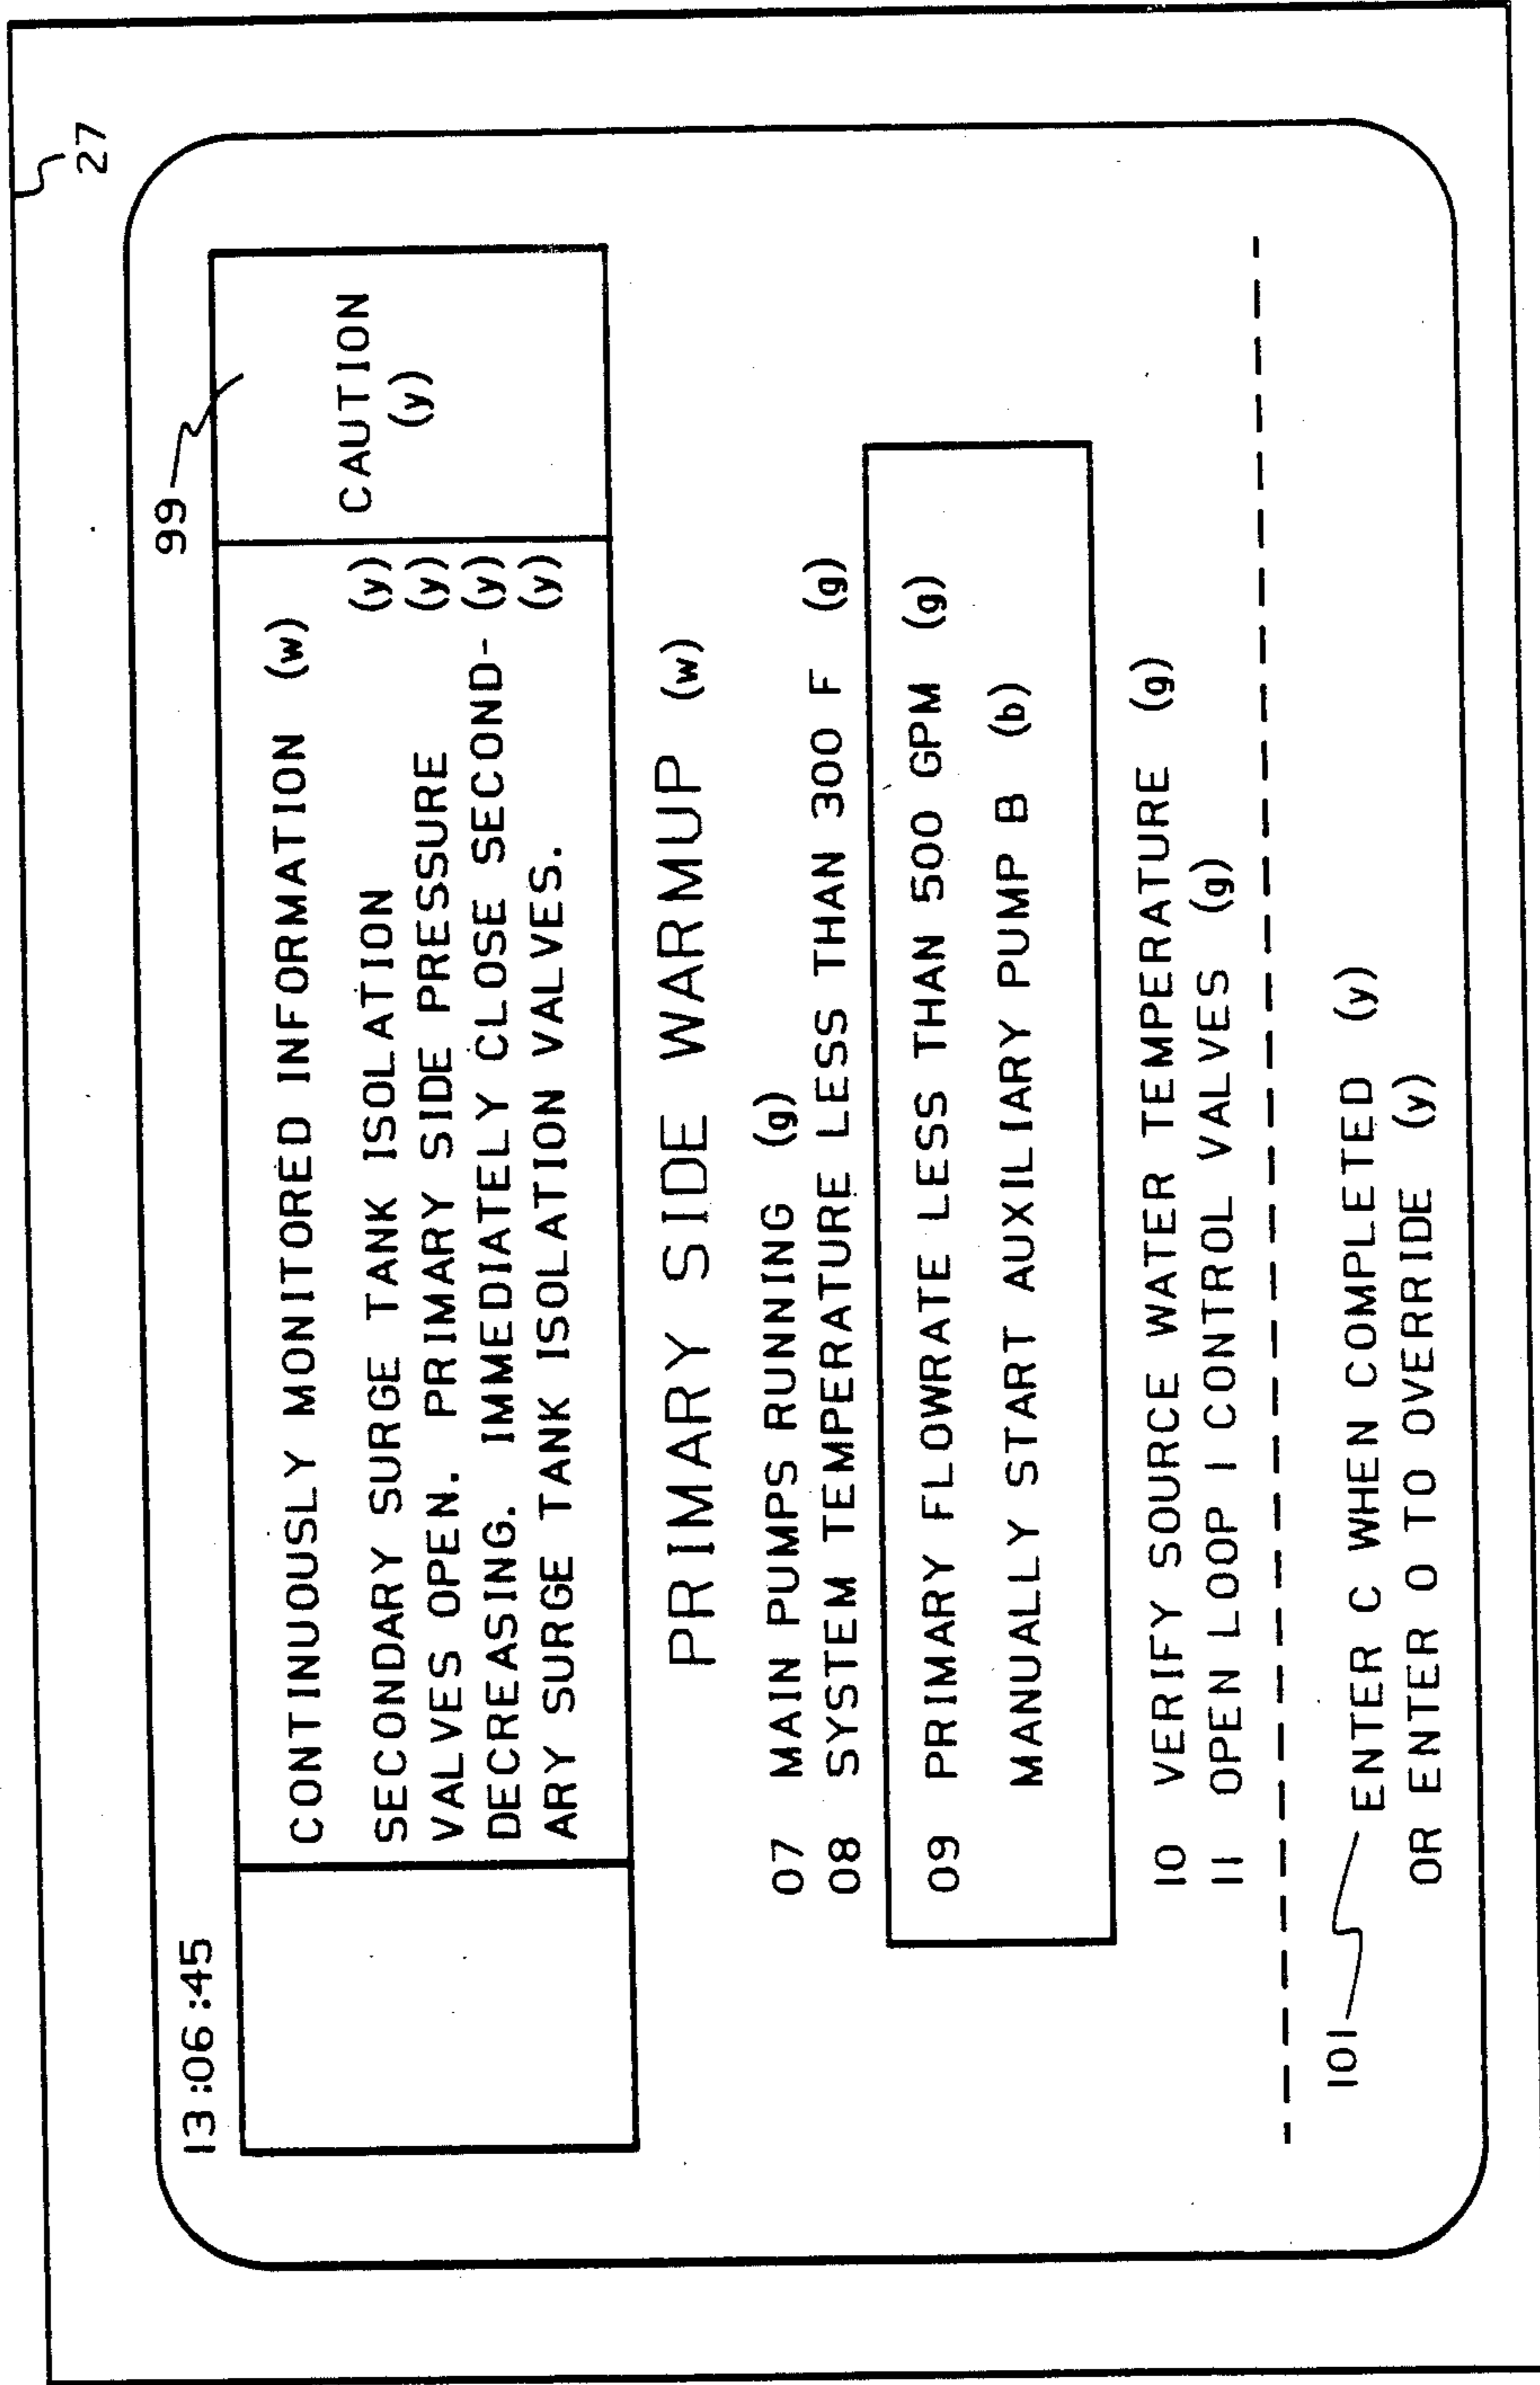 27
13:06:45
99
CONTINUOUSLY MONITORED INFORMATION (w)
SECONDARY SURGE TANK ISOLATION (y)
VALVES OPEN. PRIMARY SIDE PRESSURE (y)
DECREASING. IMMEDIATELY CLOSE SECOND- (y)
ARY SURGE TANK ISOLATION VALVES. (y)
CAUTION
(y)
PRIMARY SIDE WARMUP (w)
07 MAIN PUMPS RUNNING (g)
08 SYSTEM TEMPERATURE LESS THAN 300 F (g)
09 PRIMARY FLOWRATE LESS THAN 500 GPM (g)
MANUALLY START AUXILIARY PUMP B (b)
10 VERIFY SOURCE WATER TEMPERATURE (g)
11 OPEN LOOP 1 CONTROL VALVES (g)
101
ENTER C WHEN COMPLETED (y)
OR ENTER O TO OVERRIDE (y)